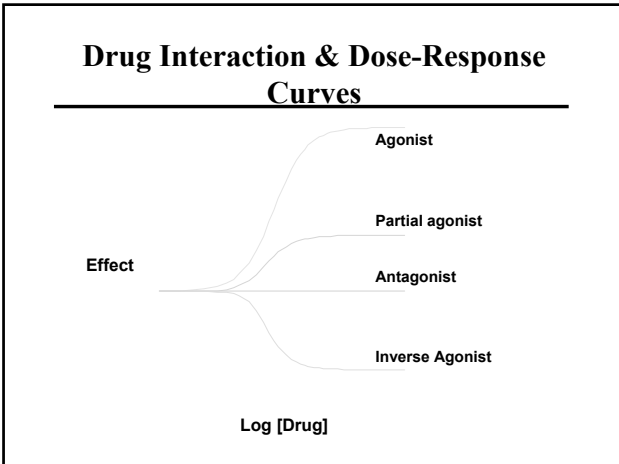 Drug Interaction & Dose-Response
Curves
Agonist
Partial agonist
Effect
Antagonist
Inverse Agonist
Log [Drug]